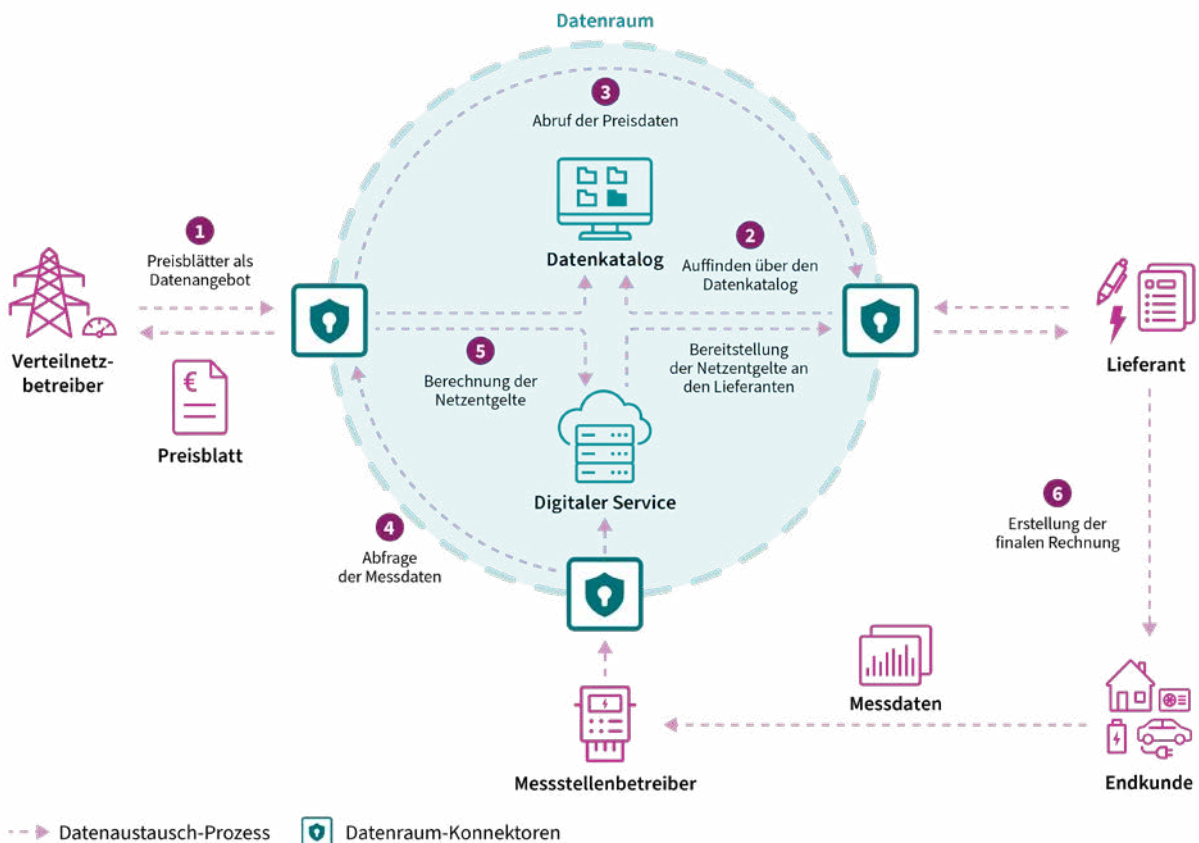 Datenraum
3
Abruf der Preisdaten
1
Preisblätter als
Datenangebot
Datenkatalog
2
Auffinden über den
Datenkatalog
Verteilnetz-
betreiber
€
Preisblatt
5
Berechnung der
Netzentgelte
Bereitstellung
der Netzentgelte an
den Lieferanten
Lieferant
Digitaler Service
4
Abfrage
der Messdaten
6
Erstellung der
finalen Rechnung
Messdaten
Messstellenbetreiber
Endkunde
Datenaustausch-Prozess
Datenraum-Konnektoren